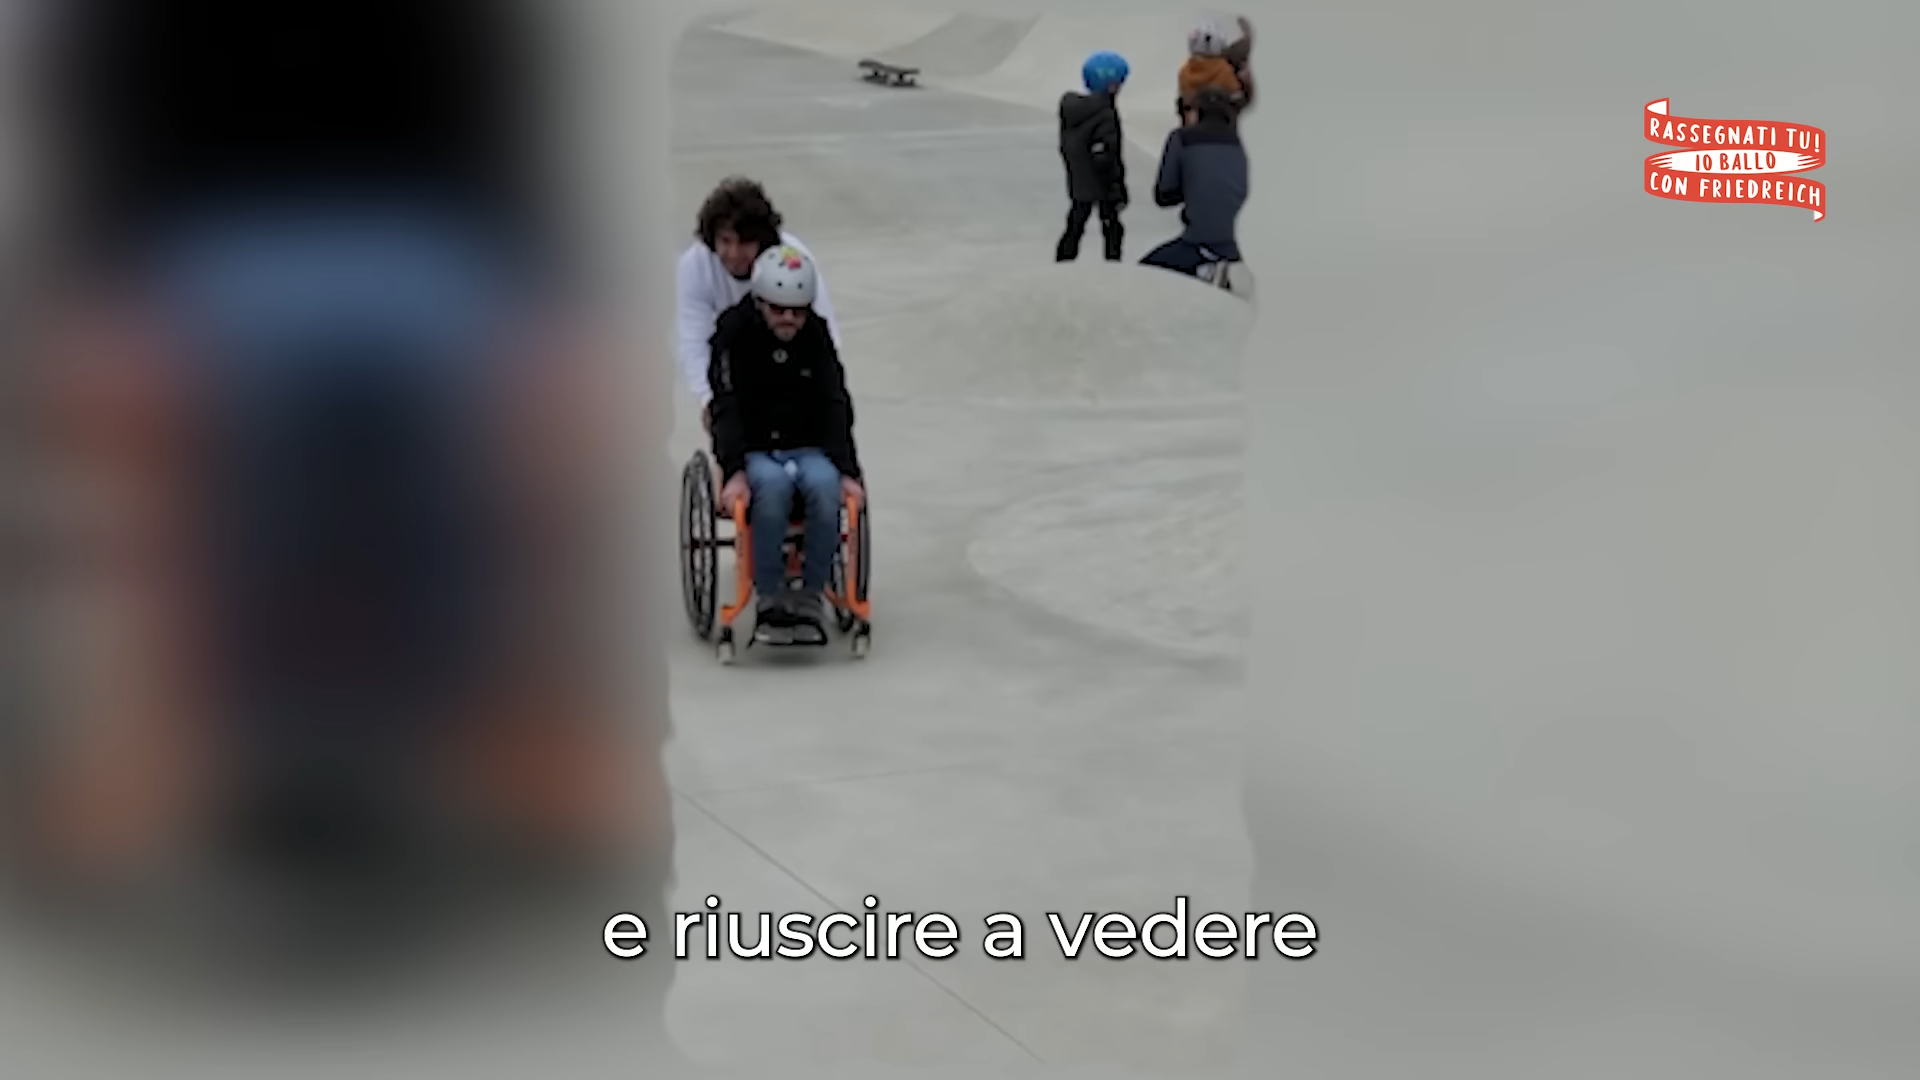 RASSEGNATI TU!
IO BALLO
CON FRIEDREICH
e riuscire a vedere